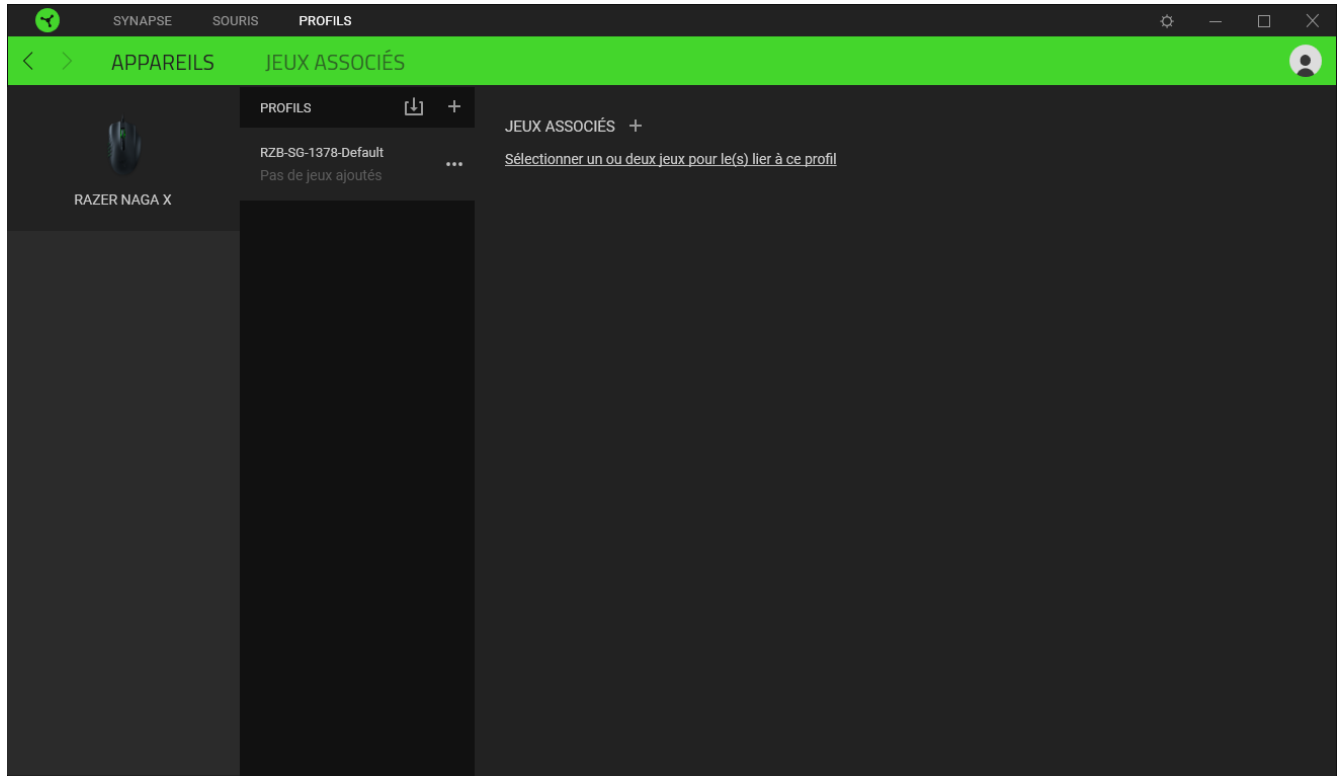 SYNAPSE SOURIS PROFILS
APPAREILS JEUX ASSOCIÉS
RAZER NAGA X
PROFILS
RZB-SG-1378-Default
Pas de jeux ajoutés
JEUX ASSOCIÉS
Sélectionner un ou deux jeux pour le(s) lier à ce profil